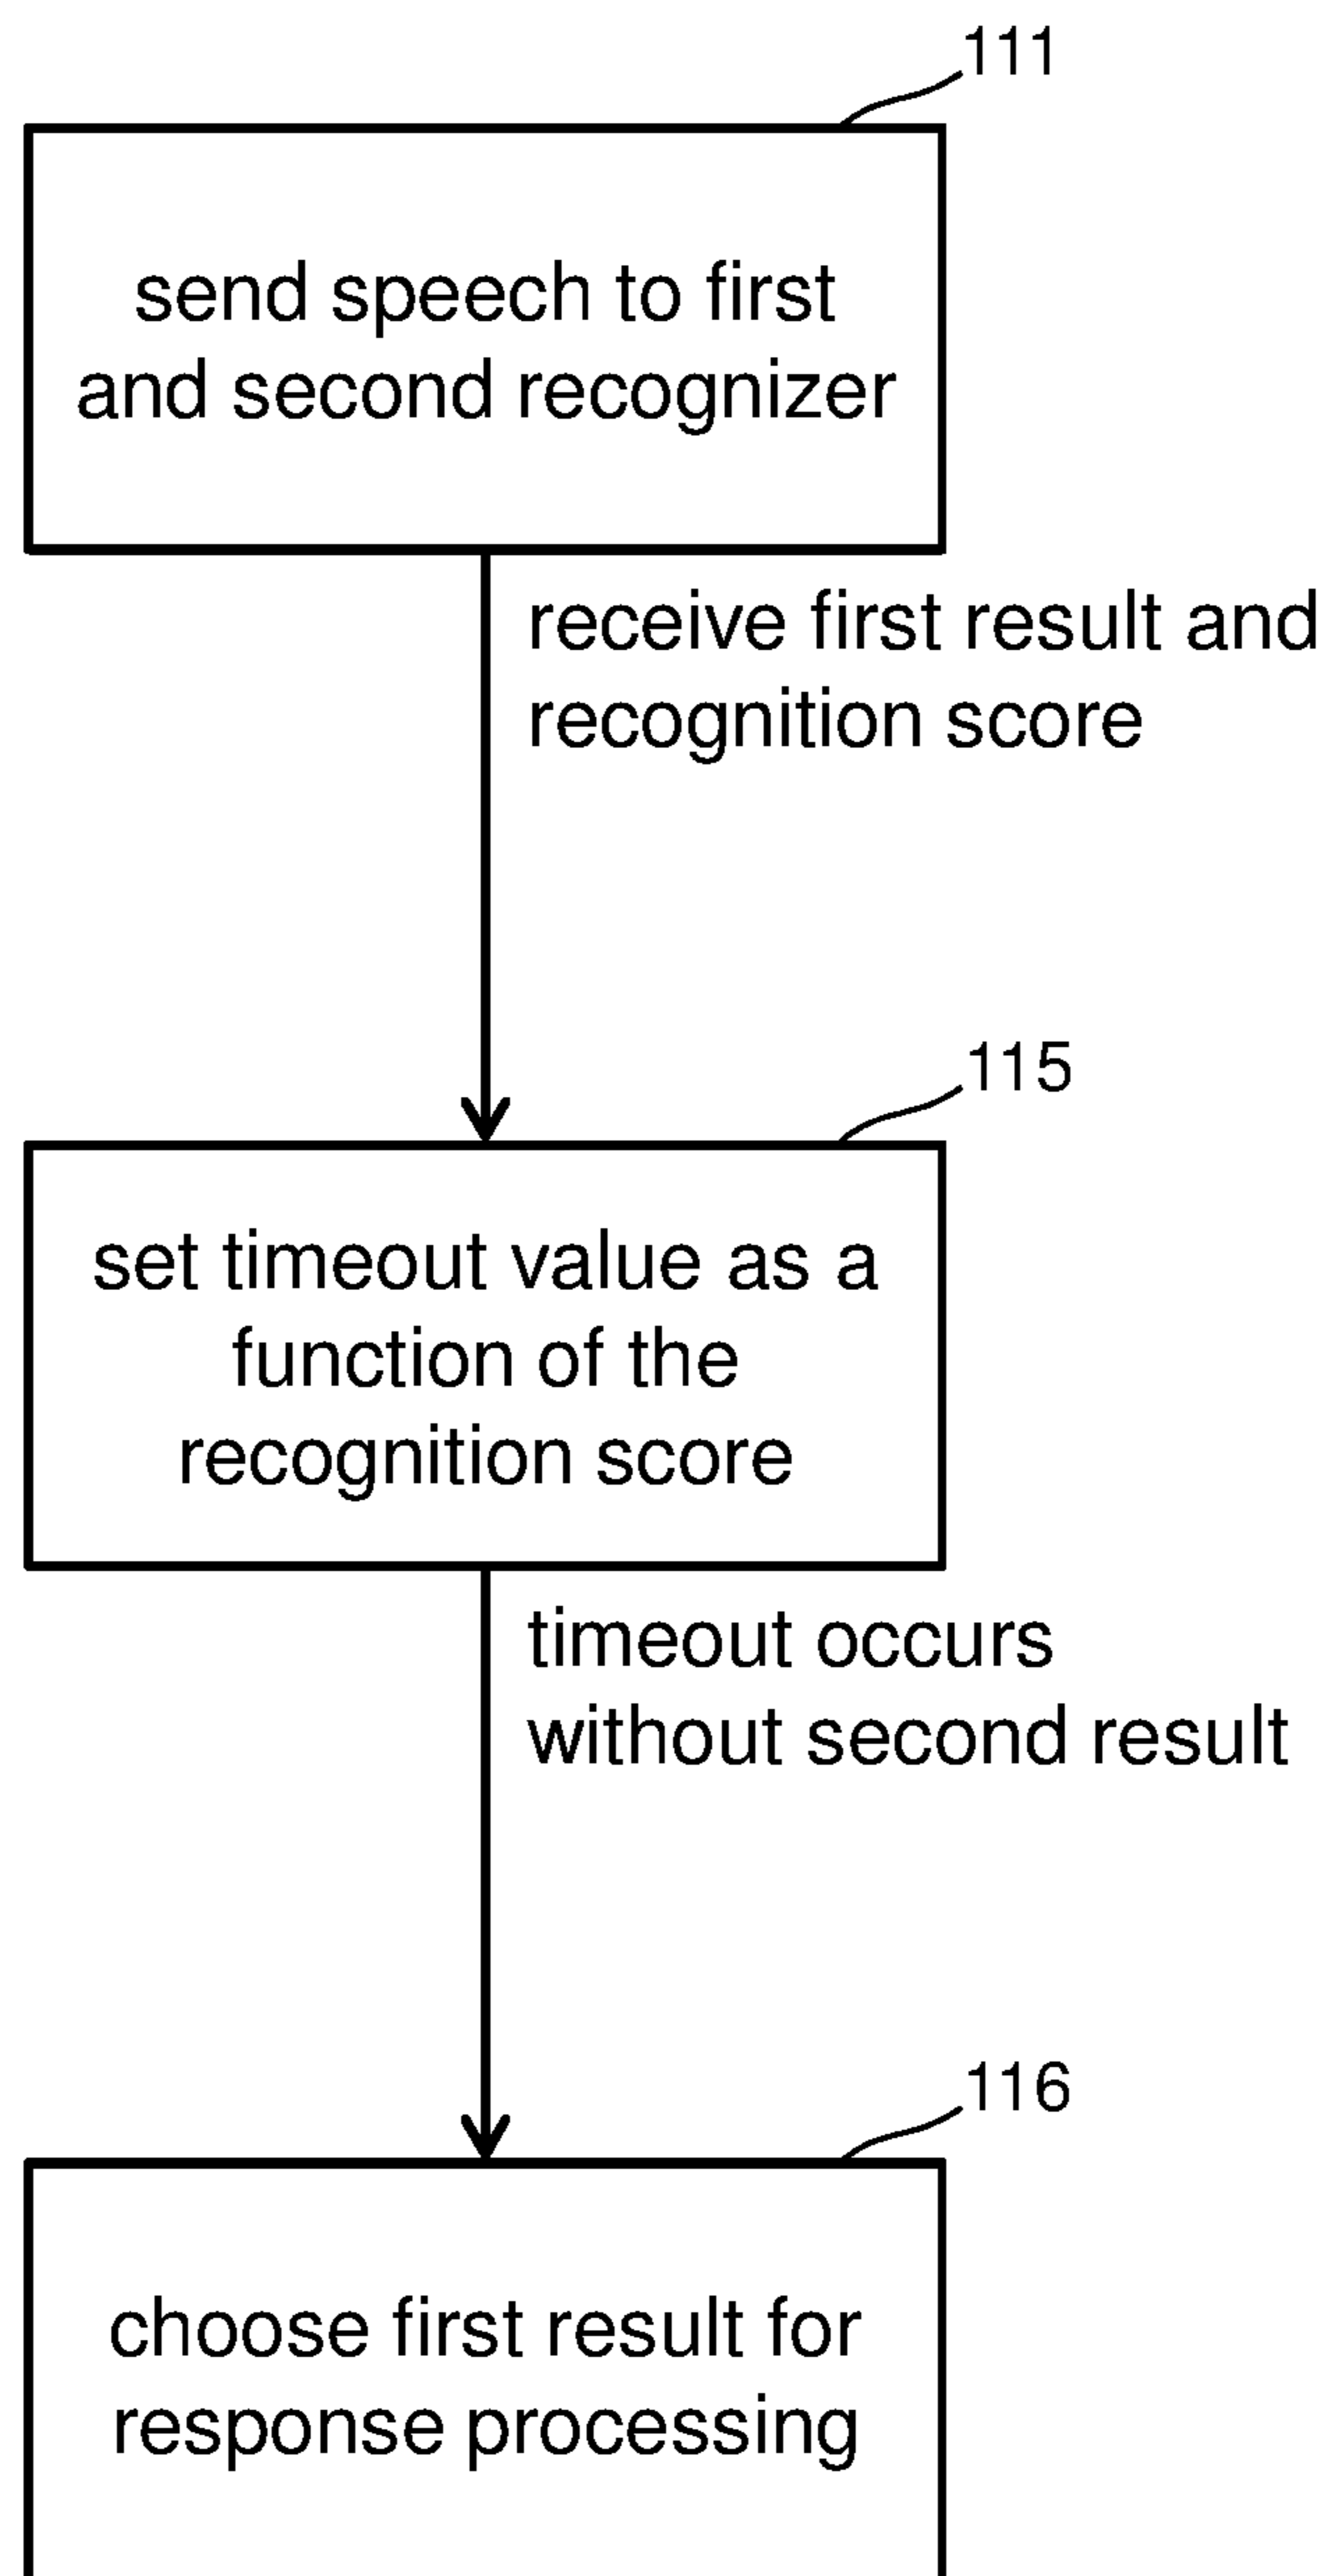 111
send speech to first
and second recognizer
receive first result and
recognition score
115
set timeout value as a
function of the
recognition score
timeout occurs
without second result
116
choose first result for
response processing